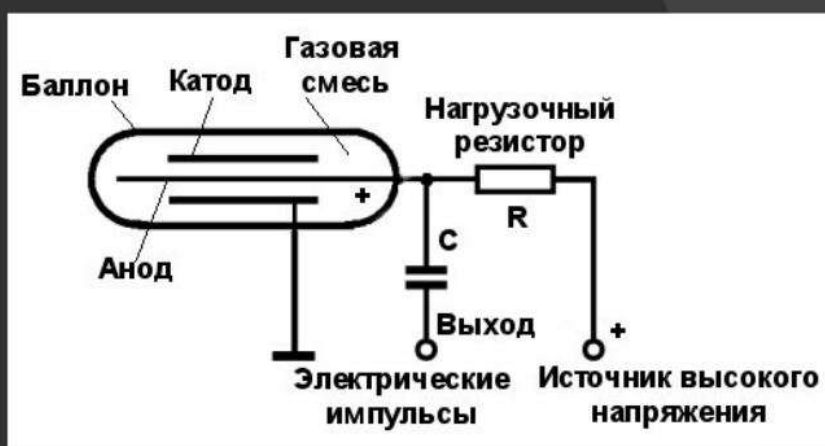 Газовая
смесь
Баллон
Катод
Нагрузочный
резистор
+
R
Анод
C
Выход
+
Электрические
импульсы
Источник высокого
напряжения